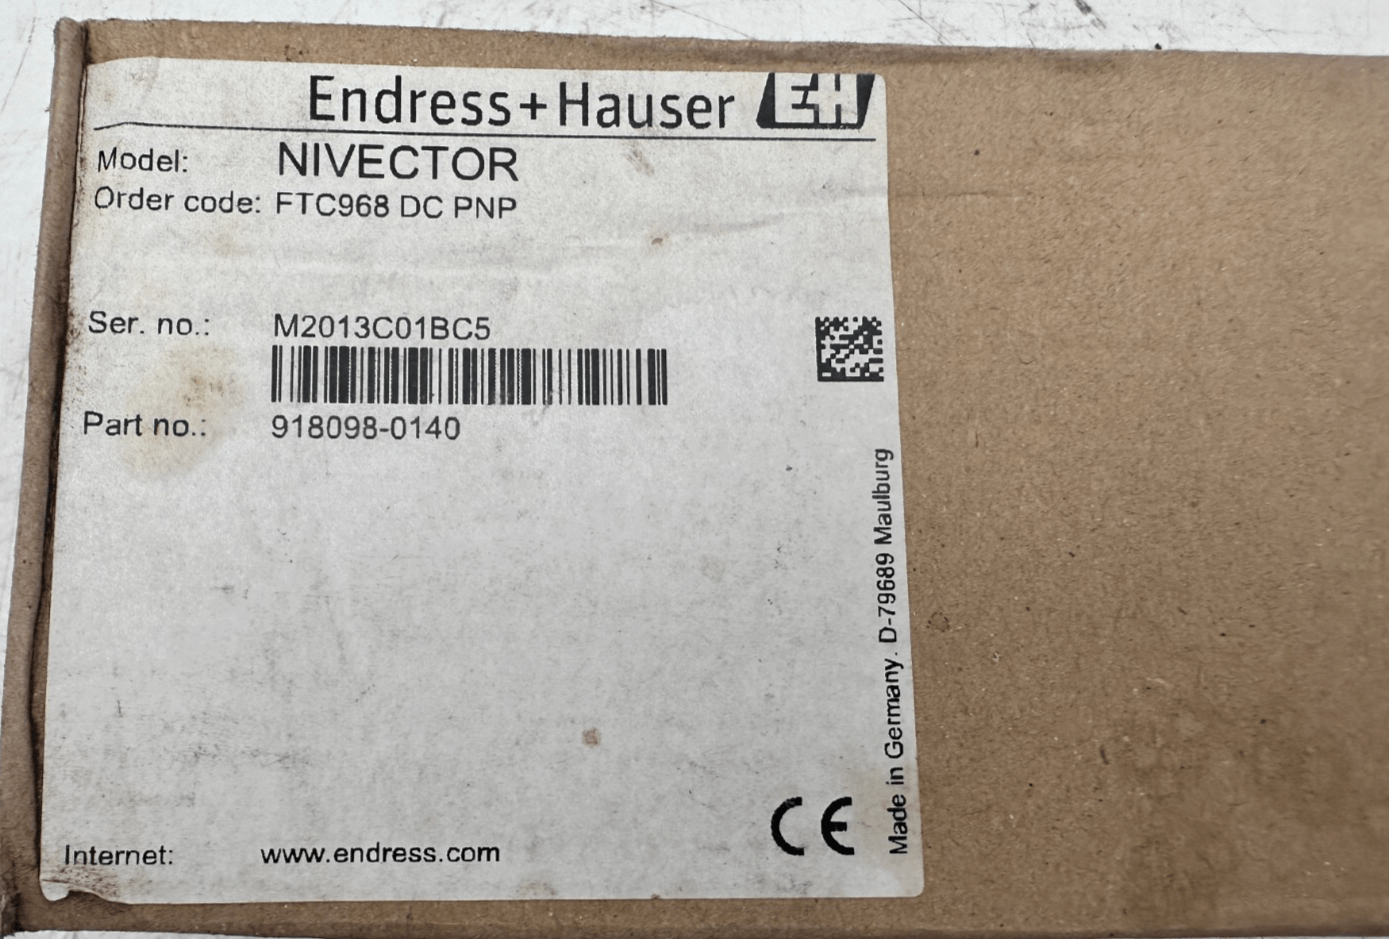 Endress+Hauser EH
Model: NIVECTOR
Order code: FTC968 DC PNP
Ser. no.: M2013C01BC5
Part no.: 918098-0140
Made in Germany. D-79689 Maulburg
CE
Internet: www.endress.com